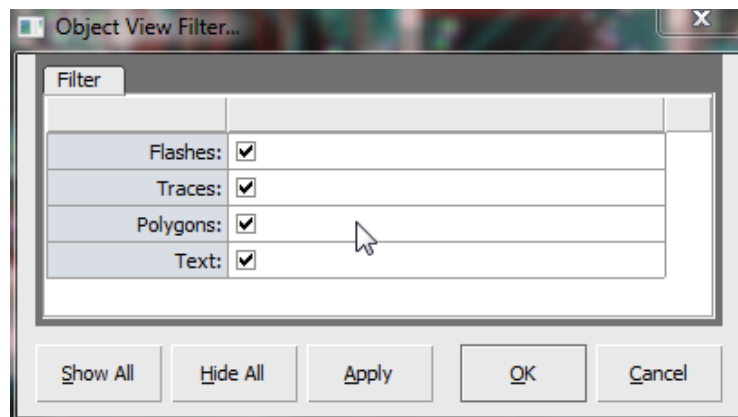 Object View Filter...
Filter
Flashes:
Traces:
Polygons:
Text:
Show All Hide All Apply OK Cancel